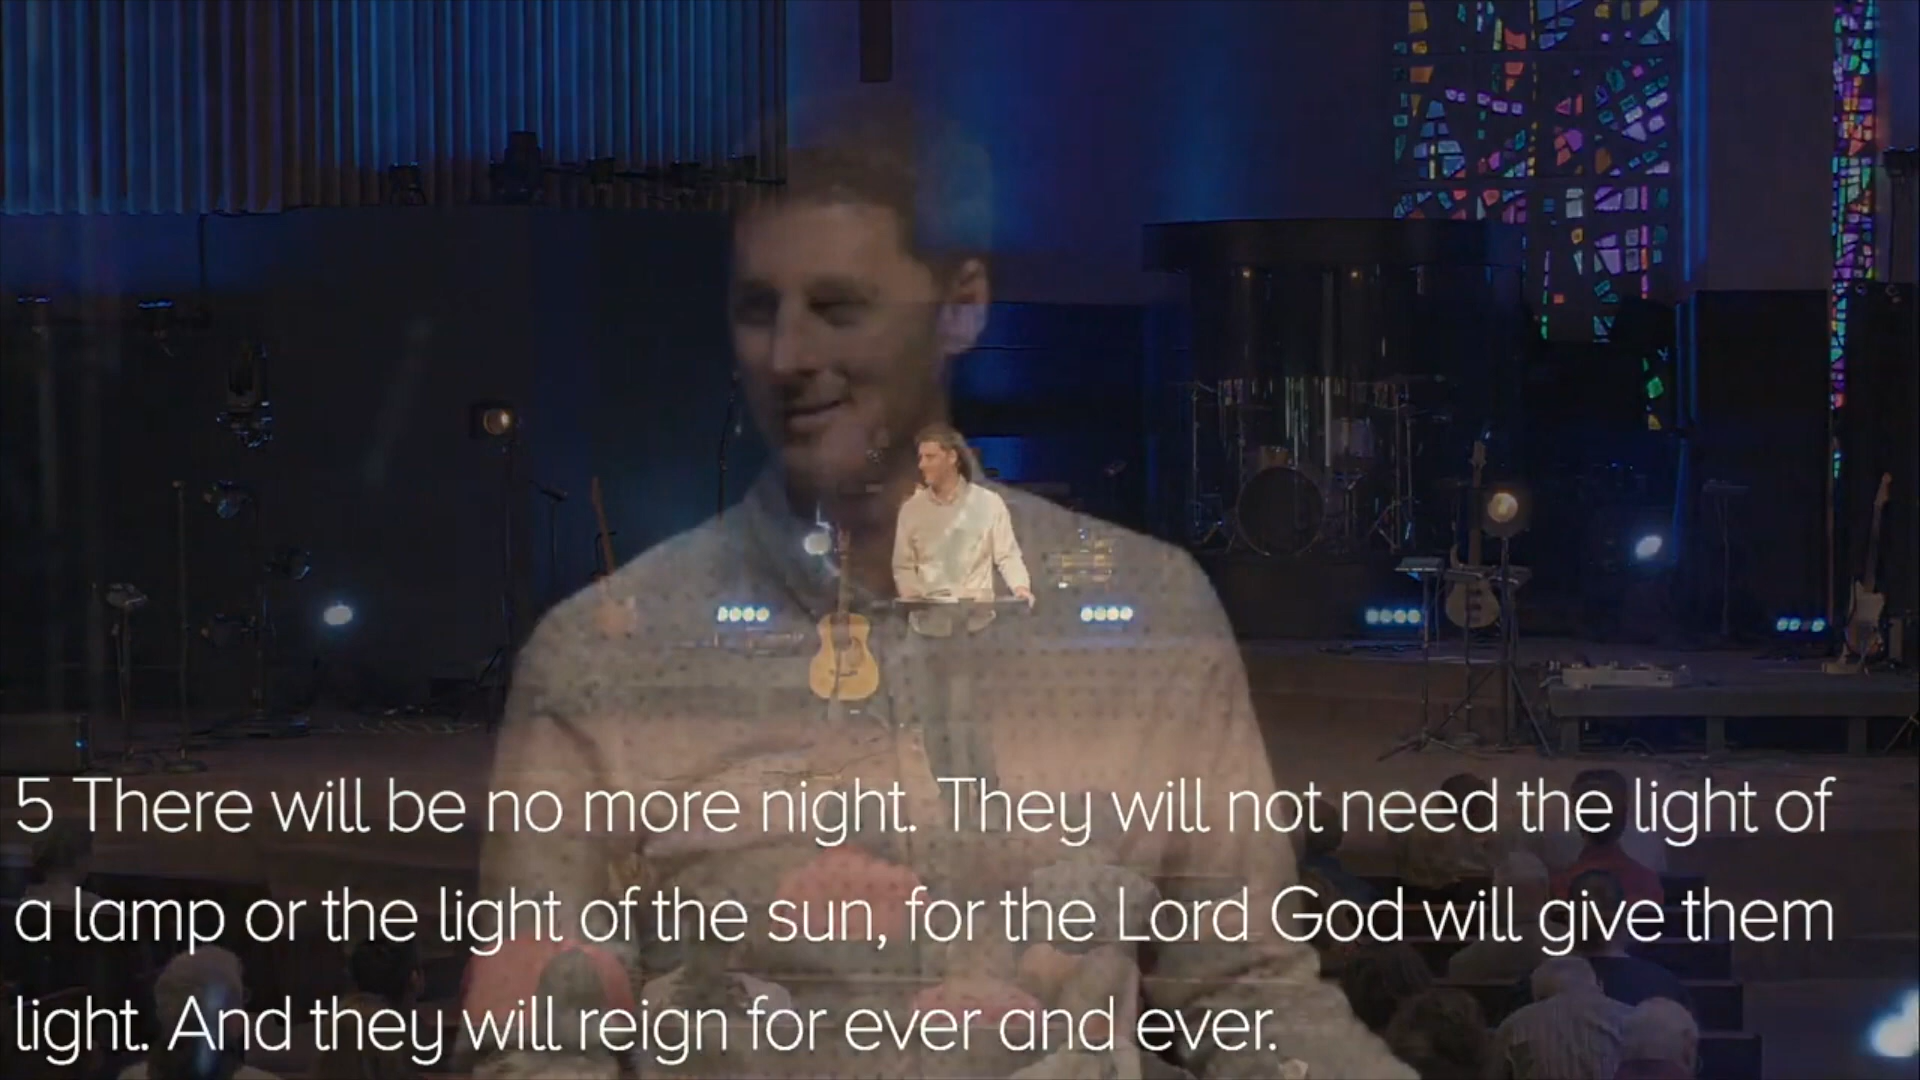 5 There will be no more night. They will not need the light of
a lamp or the light of the sun, for the Lord God will give them
light. And they will reign for ever and ever.